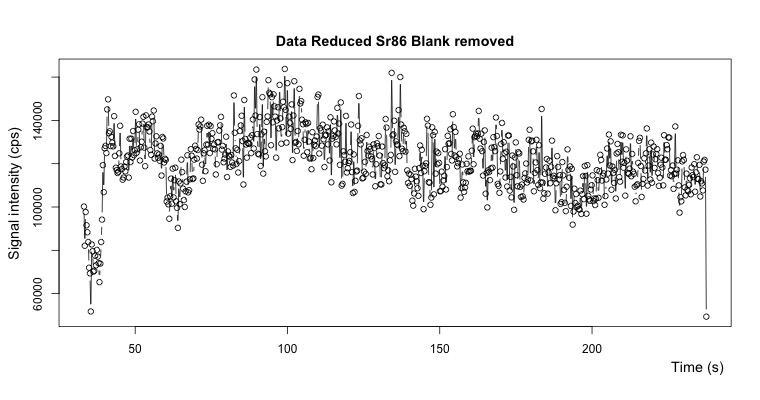 Data Reduced Sr86 Blank removed
Signal intensity (cps)
140000
100000
60000
50
100
150
200
Time (s)